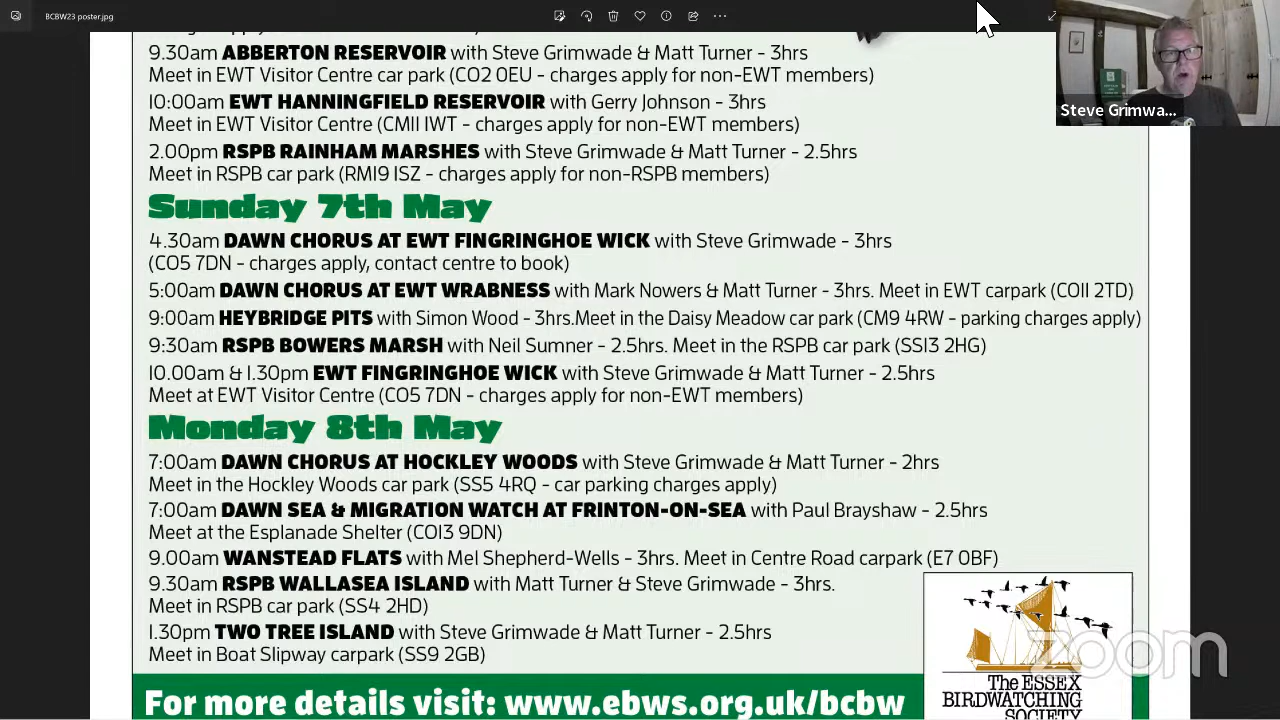 BCBW23 poster.jpg
9.30am ABBERTON RESERVOIR with Steve Grimwade & Matt Turner - 3hrs
Meet in EWT Visitor Centre car park (CO2 0EU - charges apply for non-EWT members)
10:00am EWT HANNINGFIELD RESERVOIR with Gerry Johnson - 3hrs
Meet in EWT Visitor Centre (CM11 1WT - charges apply for non-EWT members)
2.00pm RSPB RAINHAM MARSHES with Steve Grimwade & Matt Turner - 2.5hrs
Meet in RSPB car park (RM19 1SZ - charges apply for non-RSPB members)
Steve Grimwa...
Sunday 7th May
4.30am DAWN CHORUS AT EWT FINGRINGHOE WICK with Steve Grimwade - 3hrs
(CO5 7DN - charges apply, contact centre to book)
5:00am DAWN CHORUS AT EWT WRABNESS with Mark Nowers & Matt Turner - 3hrs. Meet in EWT carpark (CO11 2TD)
9:00am HEYBRIDGE PITS with Simon Wood - 3hrs.Meet in the Daisy Meadow car park (CM9 4RW - parking charges apply)
9:30am RSPB BOWERS MARSH with Neil Sumner - 2.5hrs. Meet in the RSPB car park (SS13 2HG)
10.00am & 1.30pm EWT FINGRINGHOE WICK with Steve Grimwade & Matt Turner - 2.5hrs
Meet at EWT Visitor Centre (CO5 7DN - charges apply for non-EWT members)
Monday 8th May
7:00am DAWN CHORUS AT HOCKLEY WOODS with Steve Grimwade & Matt Turner - 2hrs
Meet in the Hockley Woods car park (SS5 4RQ - car parking charges apply)
7:00am DAWN SEA & MIGRATION WATCH AT FRINTON-ON-SEA with Paul Brayshaw - 2.5hrs
Meet at the Esplanade Shelter (CO13 9DN)
9.00am WANSTEAD FLATS with Mel Shepherd-Wells - 3hrs. Meet in Centre Road carpark (E7 0BF)
9.30am RSPB WALLASEA ISLAND with Matt Turner & Steve Grimwade - 3hrs.
Meet in RSPB car park (SS4 2HD)
1.30pm TWO TREE ISLAND with Steve Grimwade & Matt Turner - 2.5hrs
Meet in Boat Slipway carpark (SS9 2GB)
zoom
For more details visit: www.ebws.org.uk/bcbw
The ESSEX
BIRDWATCHING
SOCIETY